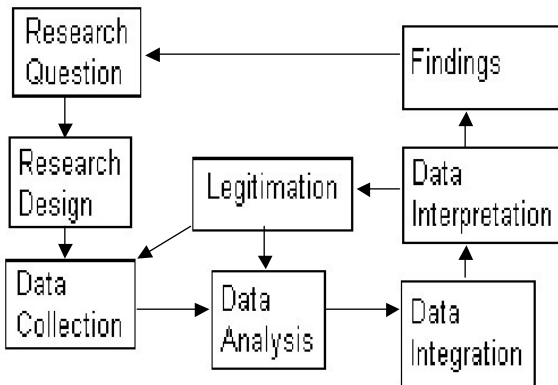 Research
Question
Findings
Research
Design
Legitimation
Data
Interpretation
Data
Collection
Data
Analysis
Data
Integration